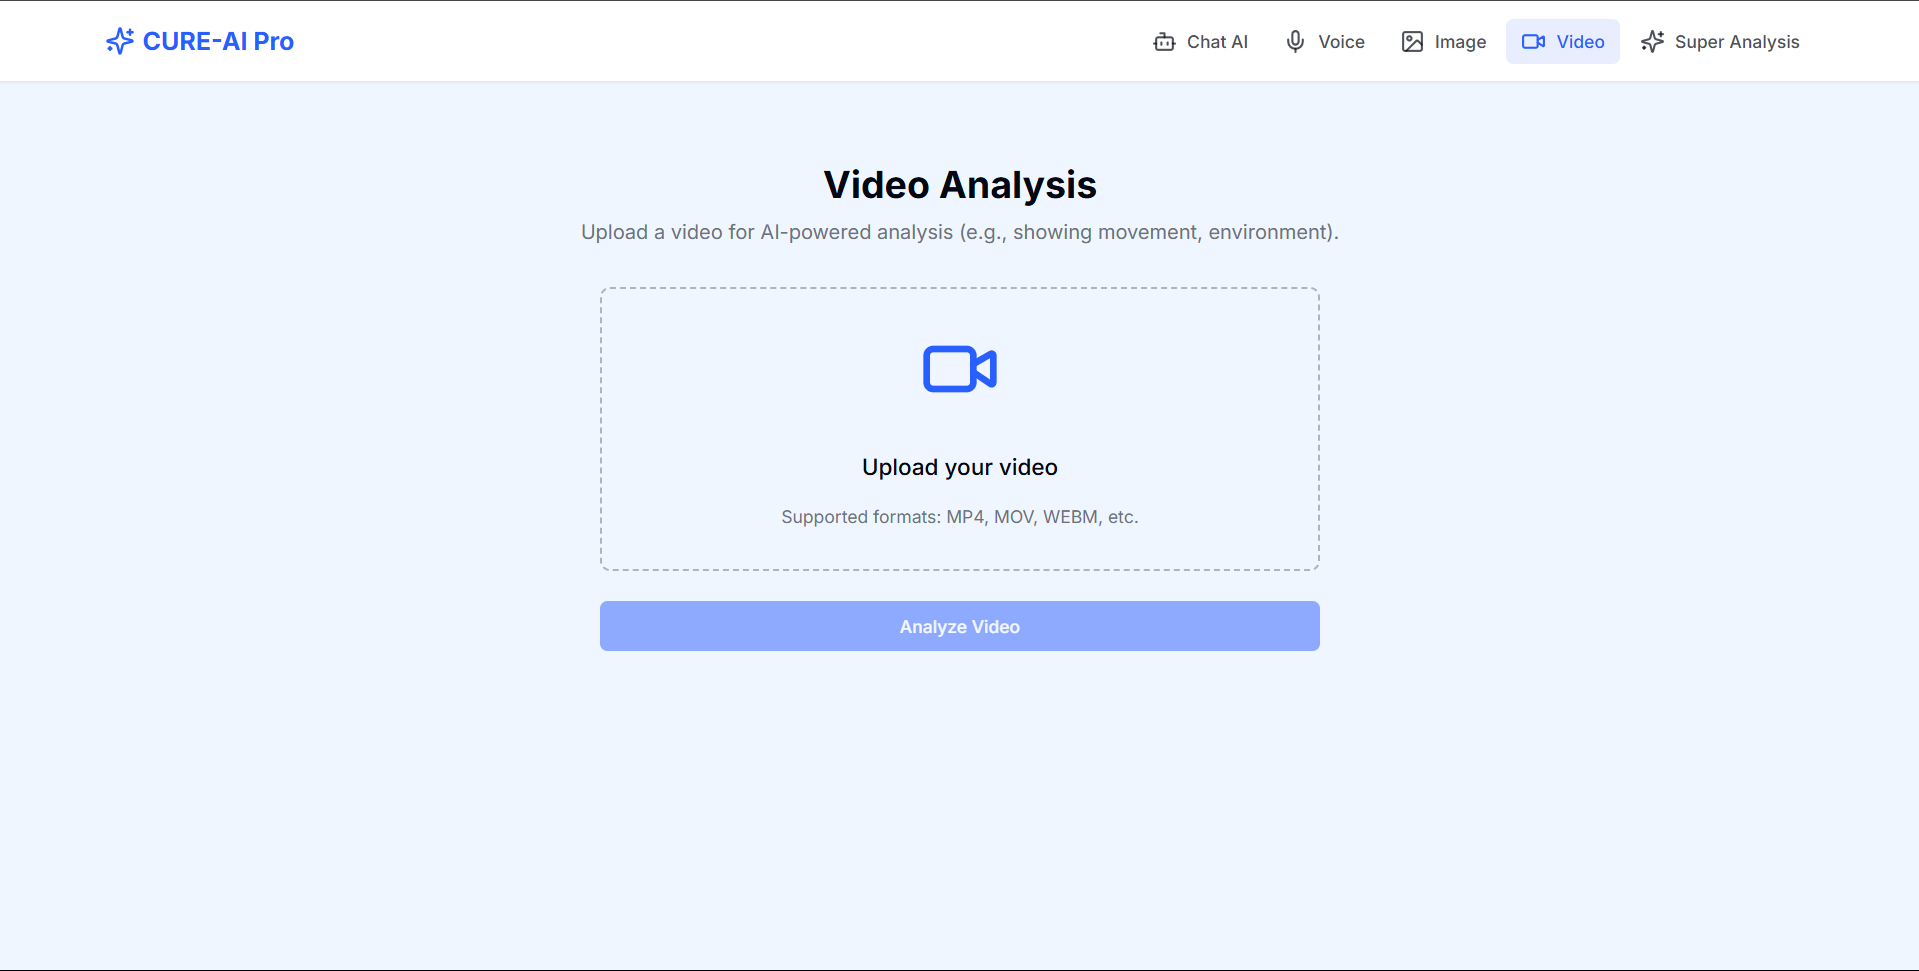 CURE-AI Pro
Chat AI
Voice
Image
Video
Super Analysis
Video Analysis
Upload a video for AI-powered analysis (e.g., showing movement, environment).
Upload your video
Supported formats: MP4, MOV, WEBM, etc.
Analyze Video